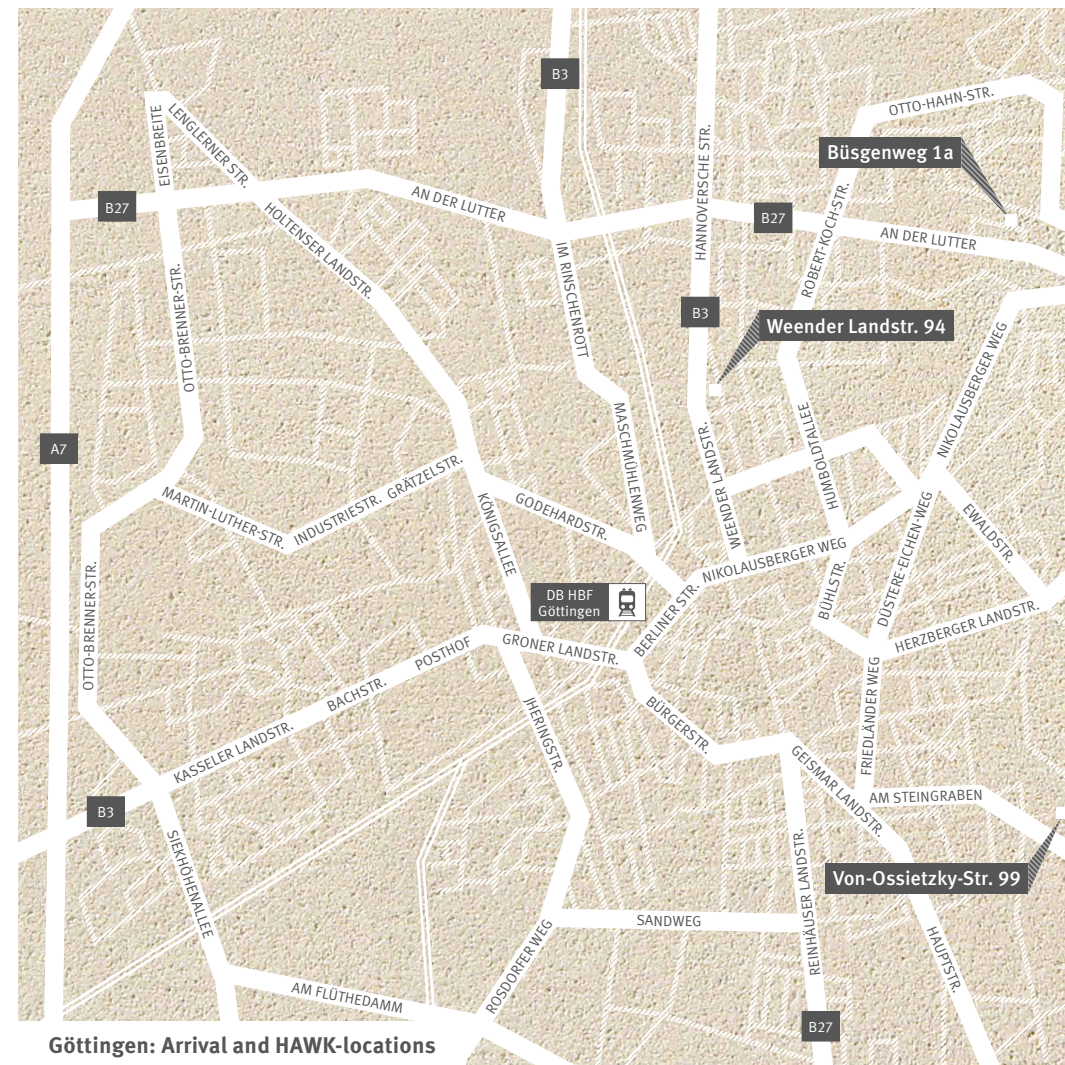 B3
OTTO-HAHN-STR.
EISENBREITE
LENGLERNER STR.
HANNOVERSCHE STR.
Büsgenweg 1a
B27
AN DER LUTTER
B27
AN DER LUTTER
HOLTENSER LANDSTR.
ROBERT-KOCH-STR.
IM RINSCHENROTT
OTTO-BRENNER-STR.
B3
Weender Landstr. 94
NIKOLAUSBERGER WEG
A7
MASCHMÜHLENWEG
HUMBOLDTALLEE
WEENDER LANDSTR.
MARTIN-LUTHER-STR.
INDUSTRIESTR.
GRÄTZELSTR.
KÖNIGSALLEE
GODEHARDSTR.
EWALDSTR.
DÜSTERE-EICHEN-WEG
NIKOLAUSBERGER WEG
DB HBF
Göttingen
BERLINER STR.
BÜHLSTR.
HERZBERGER LANDSTR.
OTTO-BRENNER-STR.
POSTHOF
GRONER LANDSTR.
BACHSTR.
KASSELER LANDSTR.
JHERINGSTR.
BÜRGERSTR.
FRIEDLÄNDER WEG
GEISMAR LANDSTR.
AM STEINGRABEN
B3
SIEKHÖHENALLEE
REINHÄUSER LANDSTR.
Von-Ossietzky-Str. 99
SANDWEG
HAUPTSTR.
ROSDORFER WEG
AM FLÜTHEDAMM
B27
Göttingen: Arrival and HAWK-locations